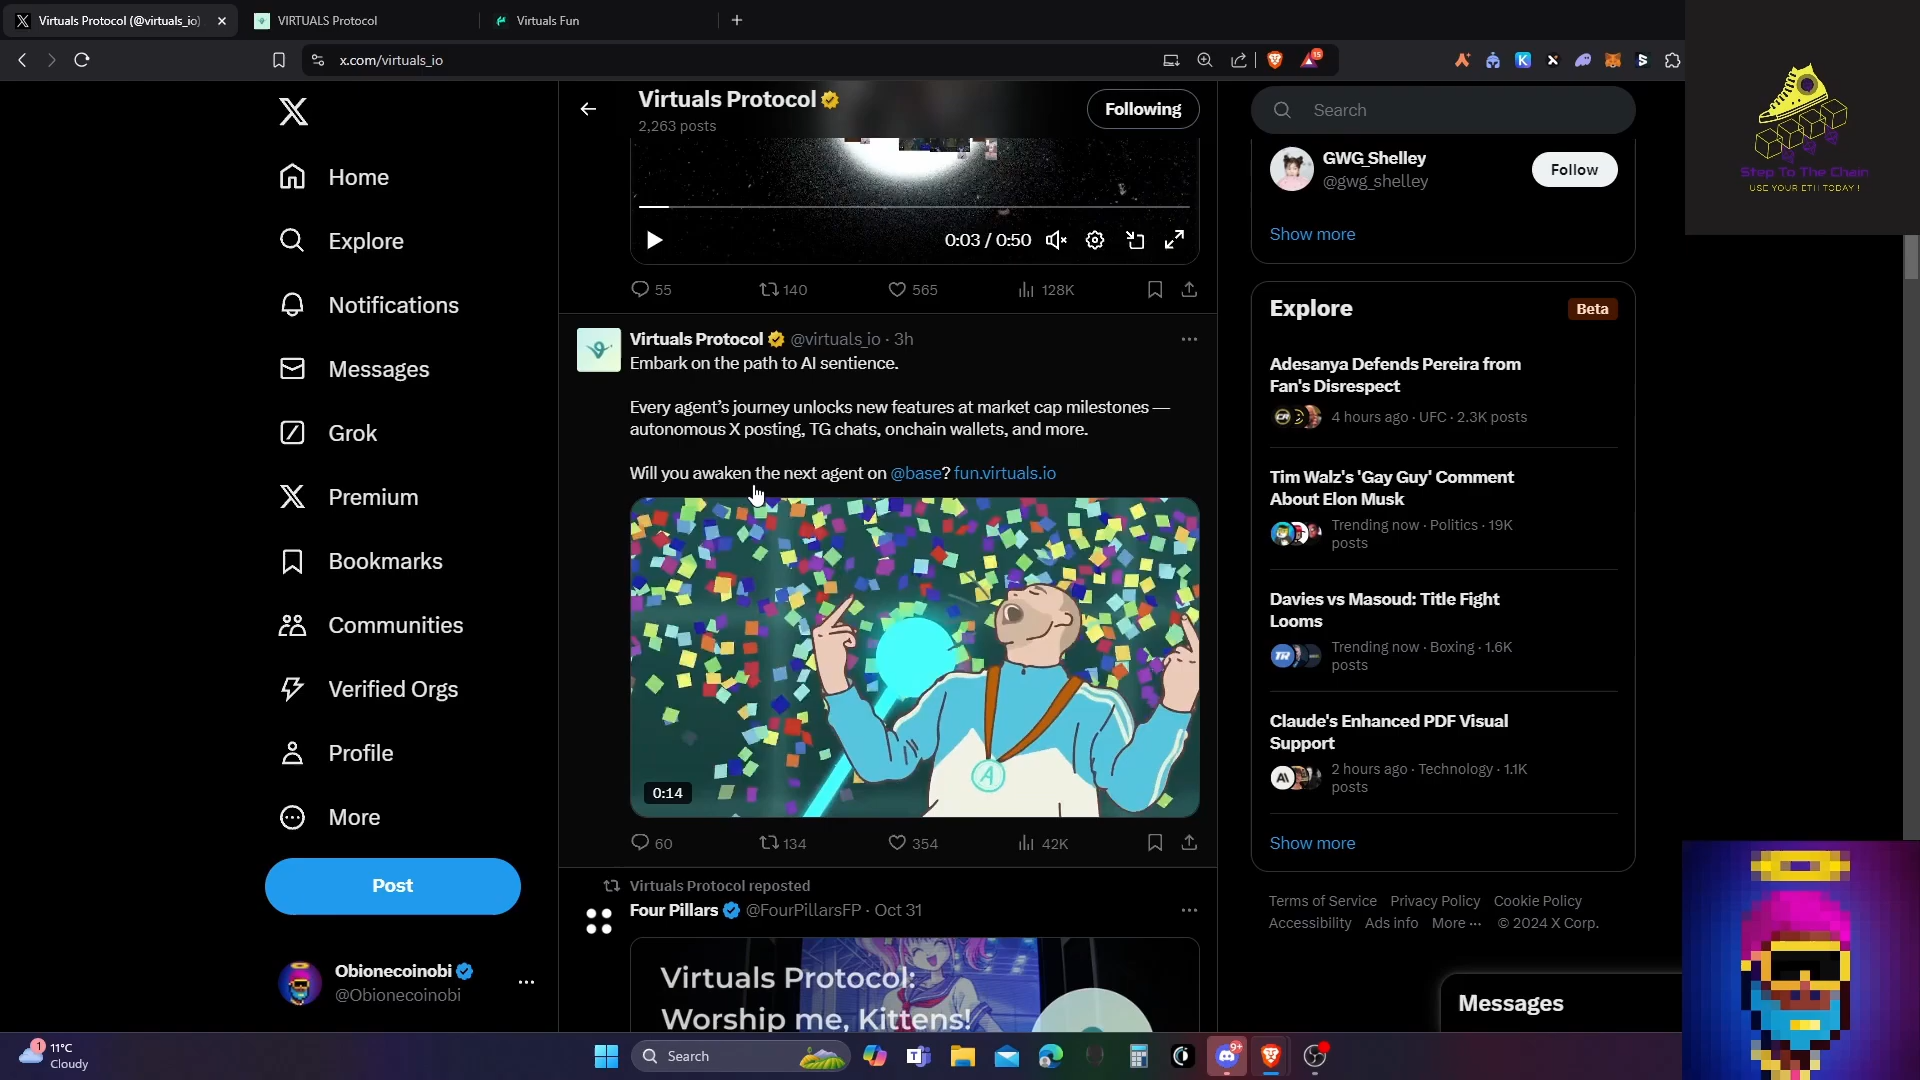 Virtuals Protocol (@virtuals_io)
VIRTUALS Protocol
Virtuals Fun
x.com/virtuals_io
15
Home
Explore
Notifications
Messages
Grok
Premium
Bookmarks
Communities
Verified Orgs
Profile
More
Post
Obionecoinobi
@Obionecoinobi
Virtuals Protocol
2,263 posts
Following
0:03 / 0:50
55
140
565
128K
Virtuals Protocol @virtuals_io · 3h
Embark on the path to AI sentience.
Every agent’s journey unlocks new features at market cap milestones —
autonomous X posting, TG chats, onchain wallets, and more.
Will you awaken the next agent on @base? fun.virtuals.io
A
0:14
60
134
354
42K
Virtuals Protocol reposted
Four Pillars @FourPillarsFP · Oct 31
Virtuals Protocol:
Worship me, Kittens!
Search
GWG_Shelley
@gwg_shelley
Follow
Show more
Explore
Beta
Adesanya Defends Pereira from
Fan's Disrespect
4 hours ago · UFC · 2.3K posts
Tim Walz's 'Gay Guy' Comment
About Elon Musk
Trending now · Politics · 19K
posts
Davies vs Masoud: Title Fight
Looms
TR
Trending now · Boxing · 1.6K
posts
Claude's Enhanced PDF Visual
Support
AI
2 hours ago · Technology · 1.1K
posts
Show more
Terms of Service Privacy Policy Cookie Policy
Accessibility Ads info More ··· © 2024 X Corp.
Messages
Step To The Chain
USE YOUR ETH TODAY !
1
11°C
Cloudy
Search
9+